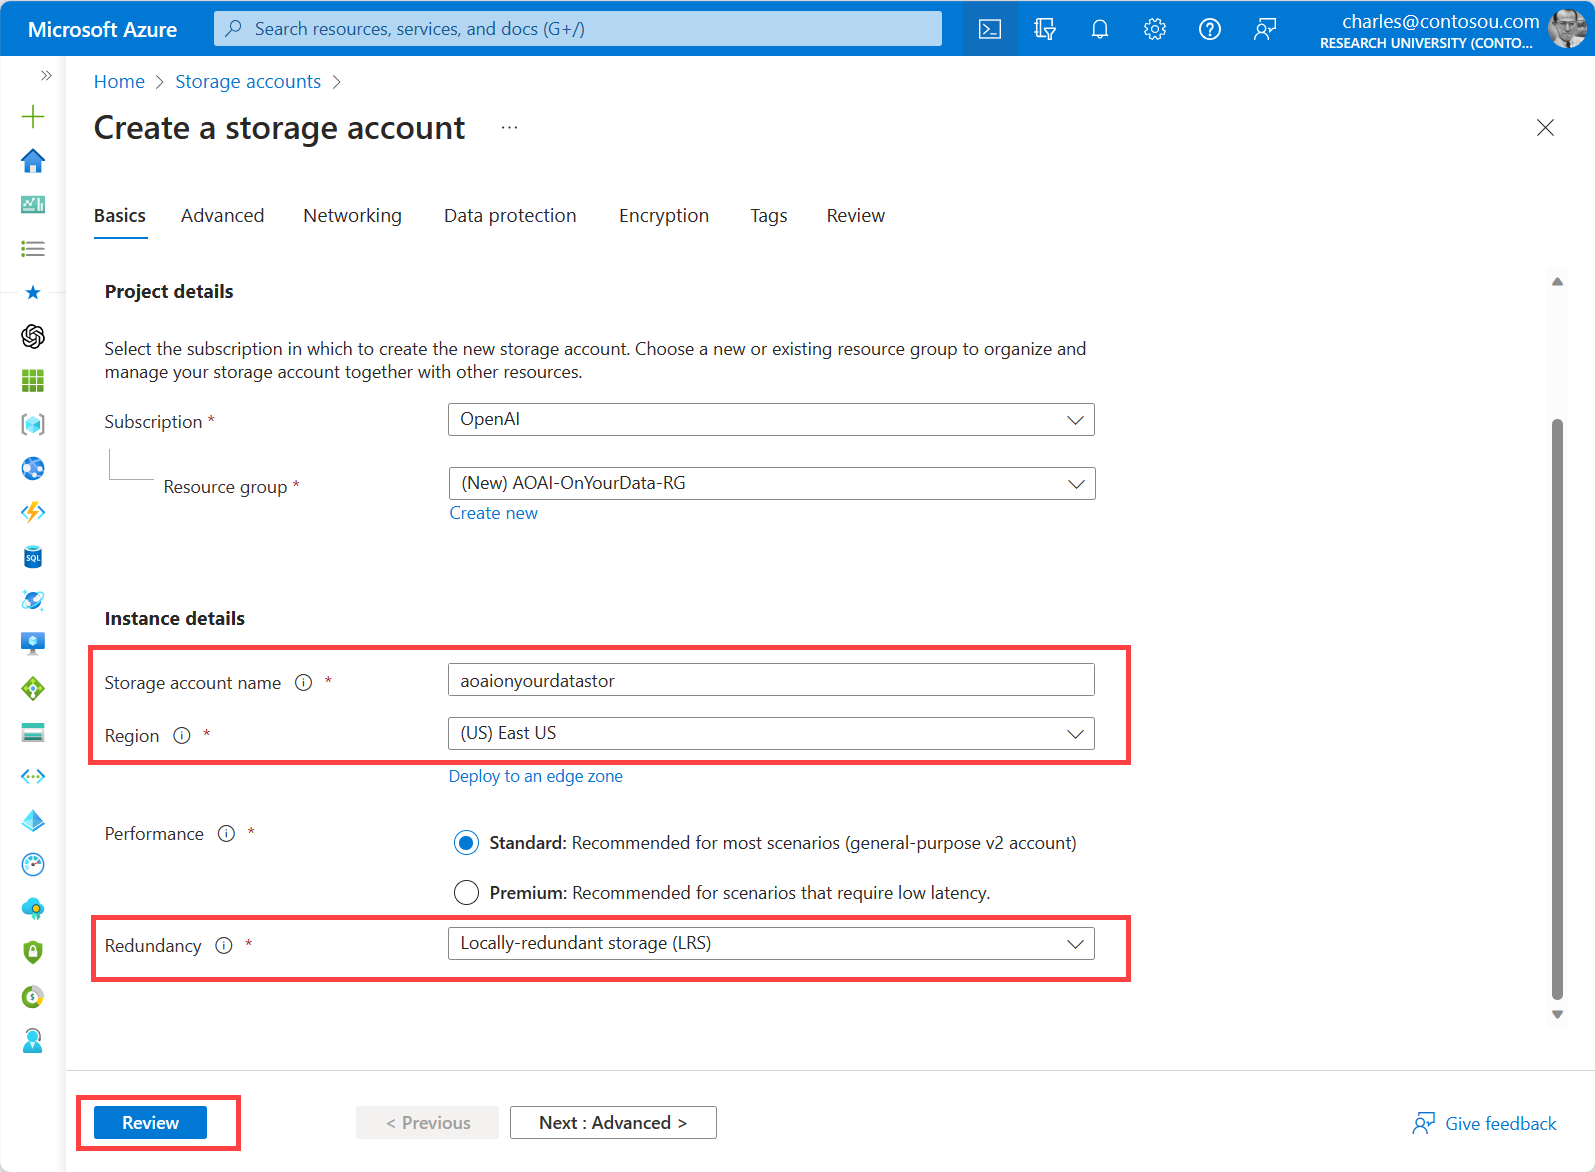 Microsoft Azure
Search resources, services, and docs (G+/)
charles@contosou.com
RESEARCH UNIVERSITY (CONTO...
Home > Storage accounts >
Create a storage account ...
Basics Advanced Networking Data protection Encryption Tags Review
Project details
Select the subscription in which to create the new storage account. Choose a new or existing resource group to organize and
manage your storage account together with other resources.
Subscription * OpenAI
Resource group * (New) AOAI-OnYourData-RG
Create new
Instance details
Storage account name * aoaionyourdatastor
Region * (US) East US
Deploy to an edge zone
Performance * Standard: Recommended for most scenarios (general-purpose v2 account)
Premium: Recommended for scenarios that require low latency.
Redundancy * Locally-redundant storage (LRS)
Review < Previous Next : Advanced > Give feedback
SQL